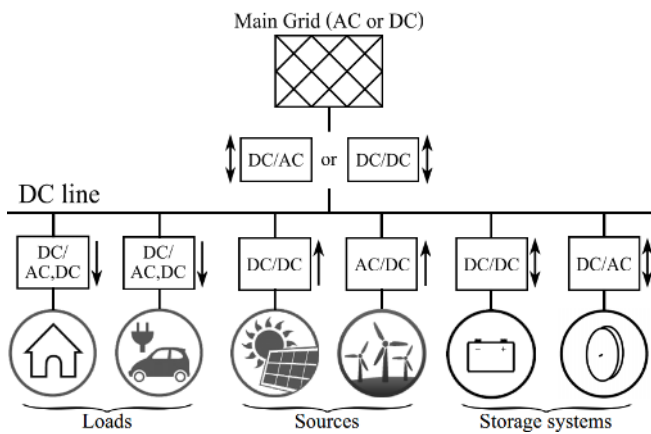 Main Grid (AC or DC)
DC/AC or DC/DC
DC line
DC/
AC,DC
DC/
AC,DC
DC/DC
AC/DC
DC/DC
DC/AC
Loads
Sources
Storage systems